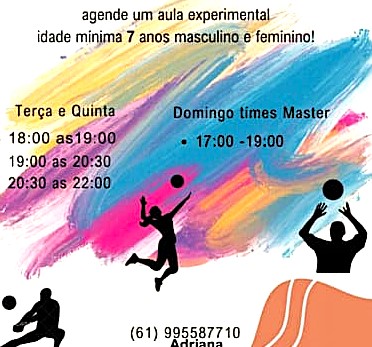 agende um aula experimental
idade minima 7 anos masculino e feminino!
Terça e Quinta
18:00 as19:00
19:00 as 20:30
20:30 as 22:00
Domingo times Master
• 17:00 -19:00
(61) 995587710
Adriana